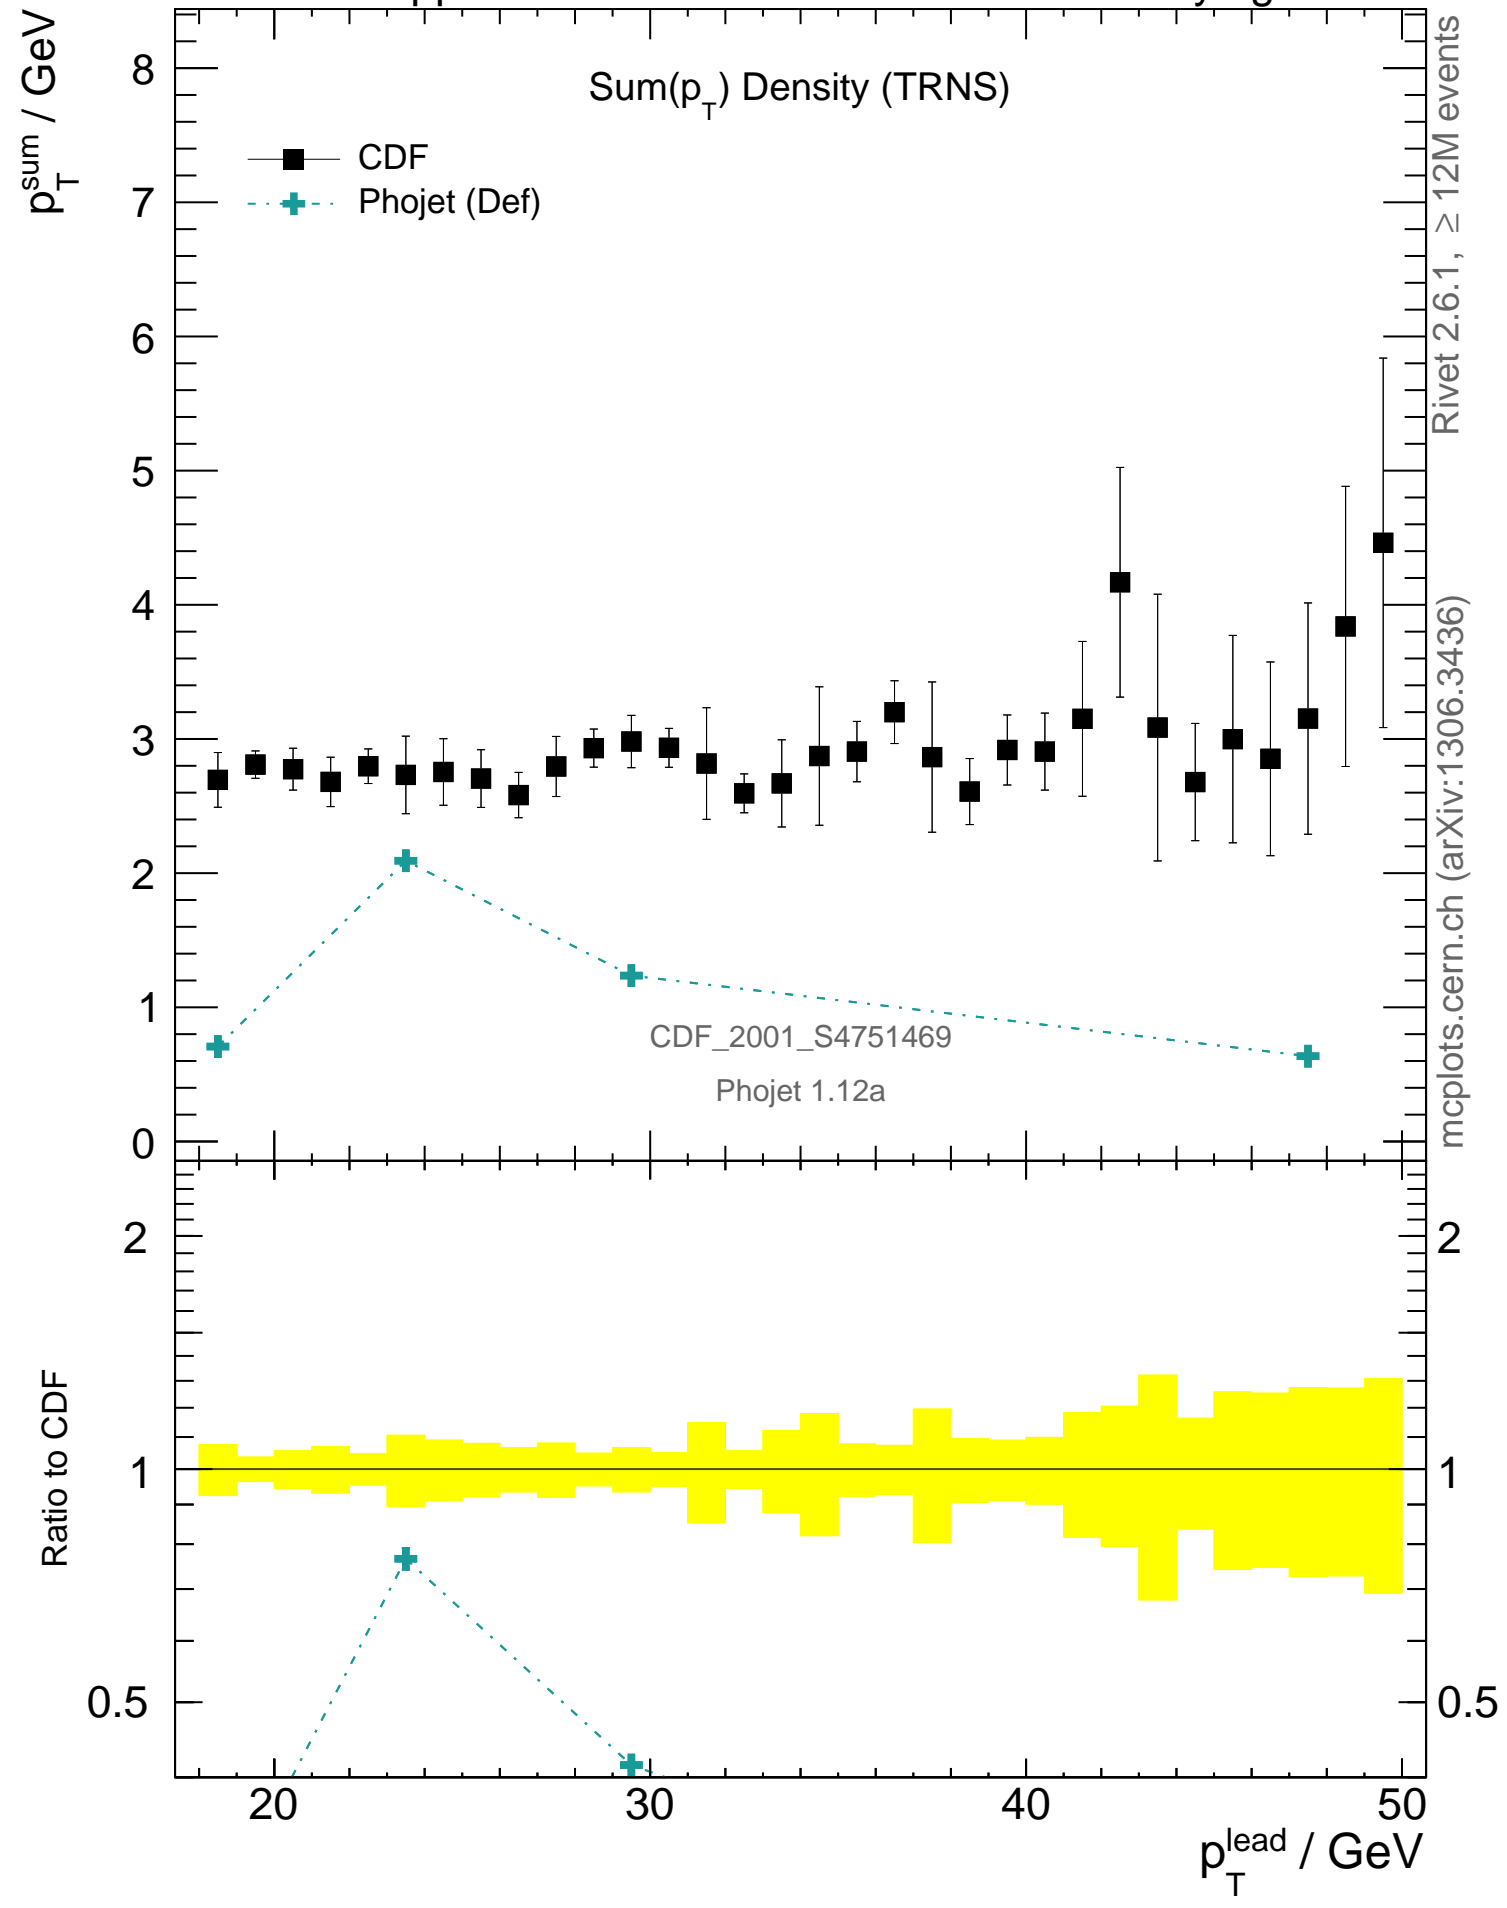 p_T^sum / GeV
Sum(p_T) Density (TRNS)
CDF
Phojet (Def)
8
7
6
5
4
3
2
1
0
CDF_2001_S4751469
Phojet 1.12a
Rivet 2.6.1, ≥ 12M events
mcplots.cern.ch (arXiv:1306.3436)
Ratio to CDF
2
1
0.5
2
1
0.5
20
30
40
50
p_T^lead / GeV